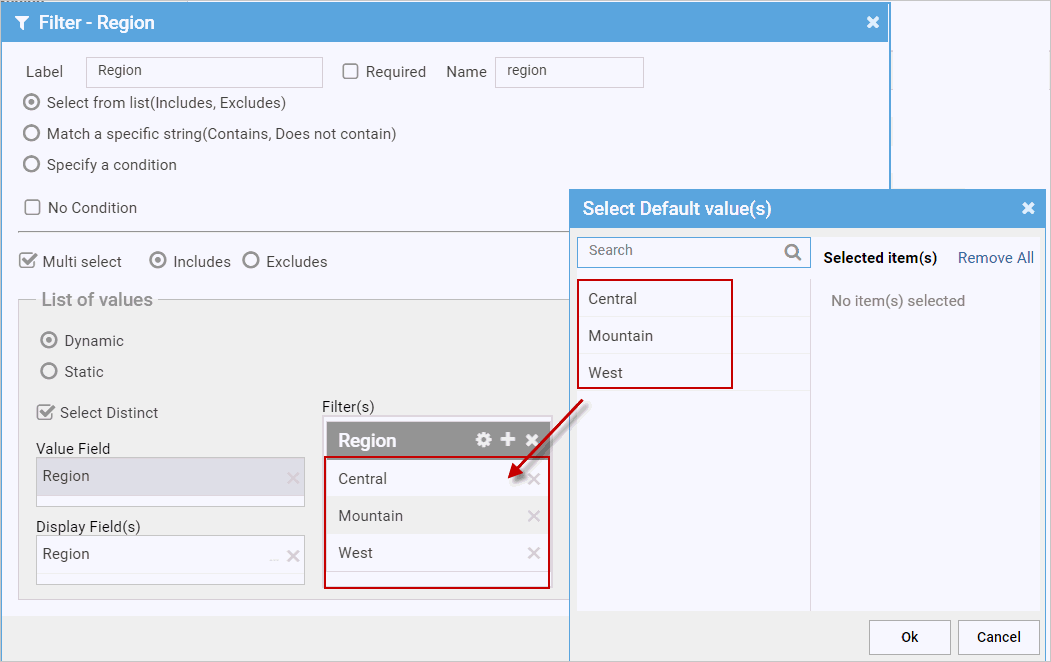 Filter - Region
Label Region Required Name region
Select from list(Includes, Excludes)
Match a specific string(Contains, Does not contain)
Specify a condition
No Condition
Multi select Includes Excludes
List of values
Dynamic
Static
Select Distinct
Value Field
Region
Display Field(s)
Region ...
Filter(s)
Region
Central
Mountain
West
Select Default value(s)
Search
Central
Mountain
West
Selected item(s) Remove All
No item(s) selected
Ok Cancel